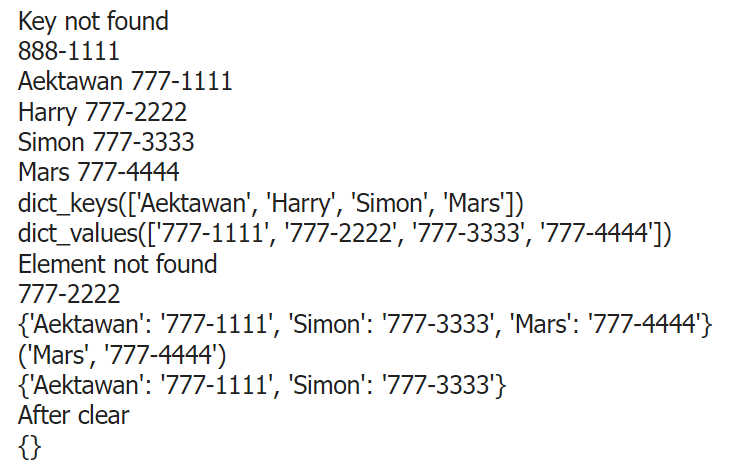 Key not found
888-1111
Aektawan 777-1111
Harry 777-2222
Simon 777-3333
Mars 777-4444
dict_keys(['Aektawan', 'Harry', 'Simon', 'Mars'])
dict_values(['777-1111', '777-2222', '777-3333', '777-4444'])
Element not found
777-2222
{'Aektawan': '777-1111', 'Simon': '777-3333', 'Mars': '777-4444'}
('Mars', '777-4444')
{'Aektawan': '777-1111', 'Simon': '777-3333'}
After clear
{}